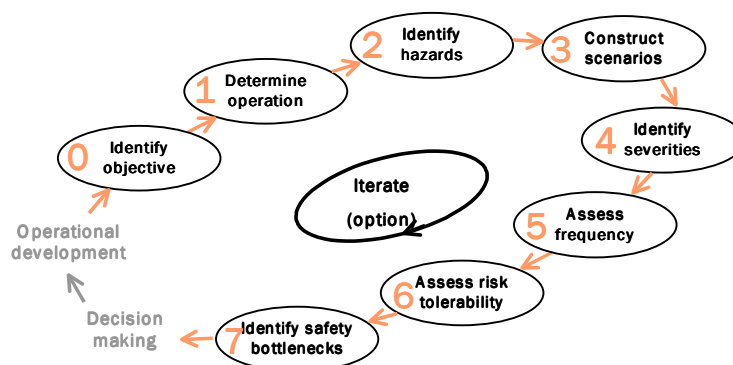 0
Identify
objective
1
Determine
operation
2
Identify
hazards
3
Construct
scenarios
4
Identify
severities
5
Assess
frequency
6
Assess risk
tolerability
7
Identify safety
bottlenecks
Decision
making
Operational
development
Iterate
(option)